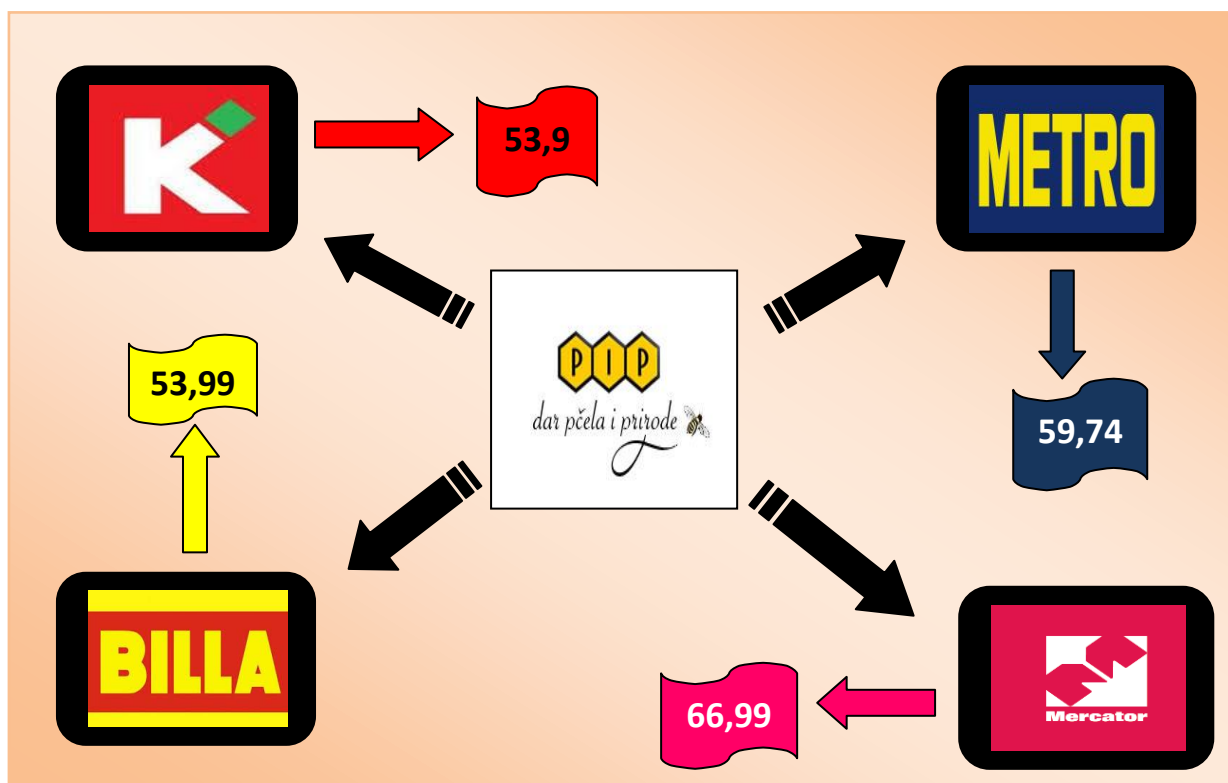 K
53,9
METRO
PIP
dar pčela i prirode
53,99
59,74
BILLA
66,99
Mercator